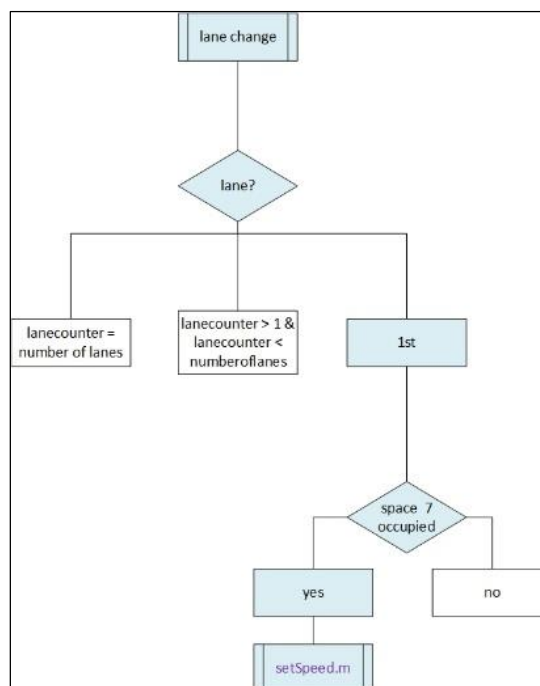 lane change
lane?
lanecounter =
number of lanes
lanecounter > 1 &
lanecounter <
numberoflanes
1st
space 7
occupied
yes
no
setSpeed.m